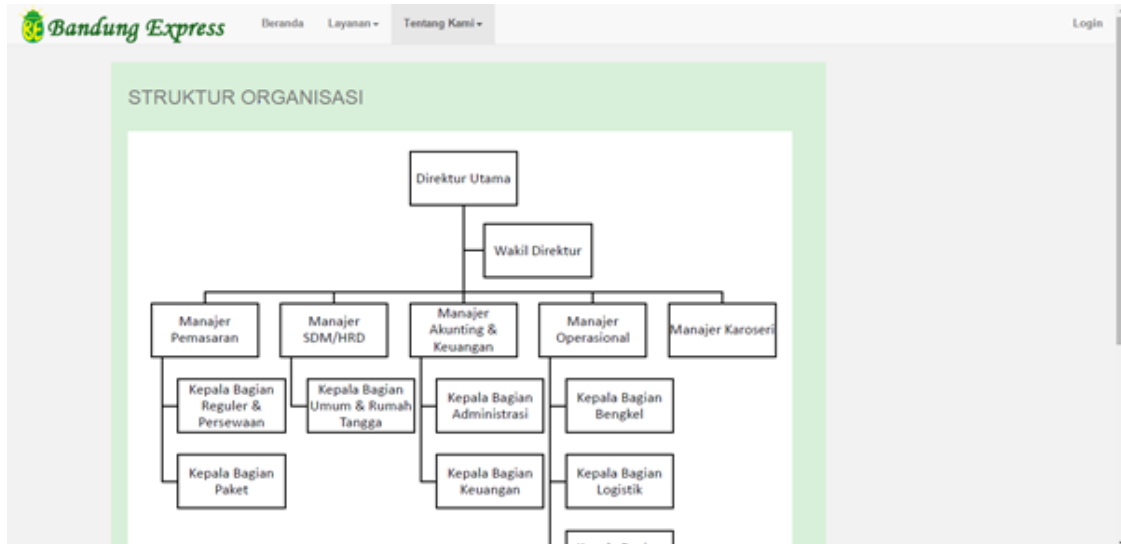 Bandung Express Beranda Layanan Tentang Kami Login
STRUKTUR ORGANISASI
Direktur Utama
Wakil Direktur
Manajer
Pemasaran
Manajer
SDM/HRD
Manajer
Akunting &
Keuangan
Manajer
Operasional
Manajer Karoseri
Kepala Bagian
Reguler &
Persewaan
Kepala Bagian
Umum & Rumah
Tangga
Kepala Bagian
Administrasi
Kepala Bagian
Bengkel
Kepala Bagian
Paket
Kepala Bagian
Keuangan
Kepala Bagian
Logistik